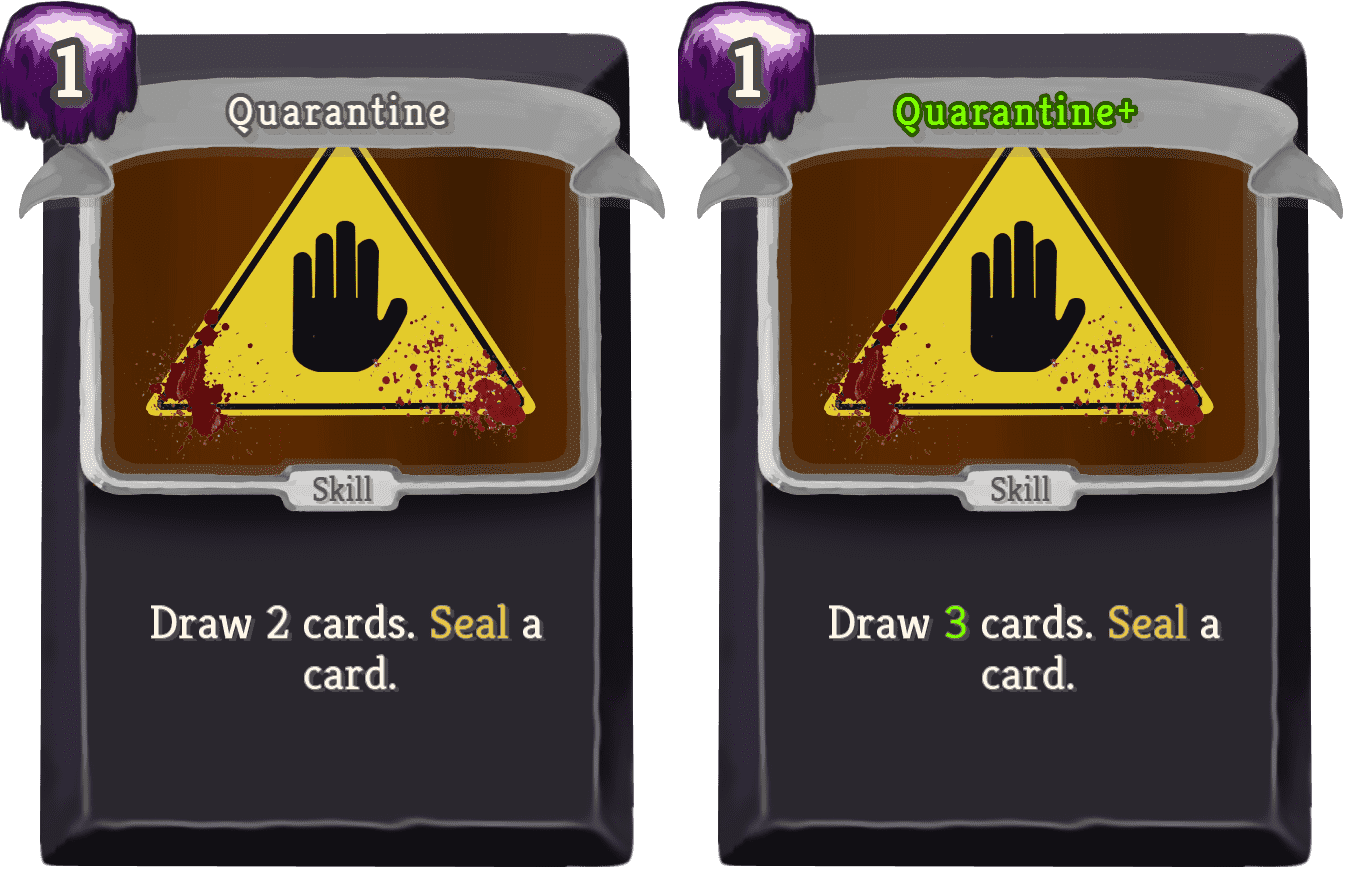 1
Quarantine
Skill
Draw 2 cards. Seal a
card.
1
Quarantine+
Skill
Draw 3 cards. Seal a
card.